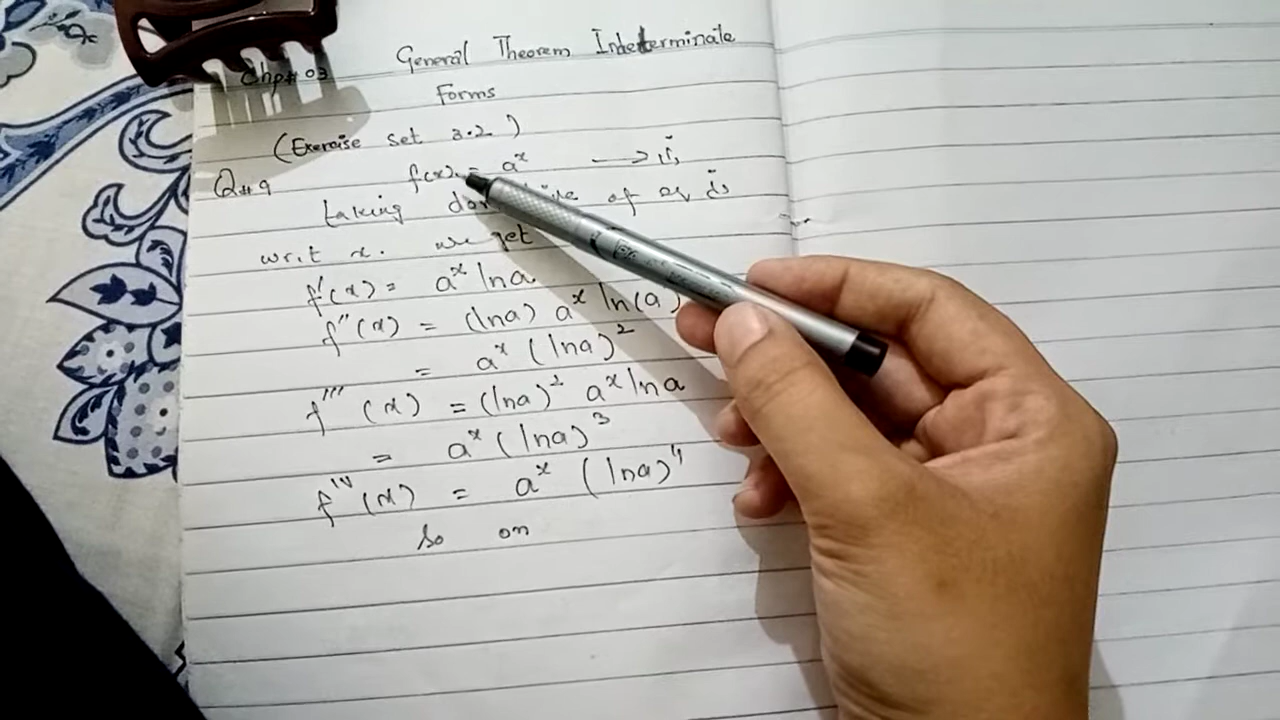 General Theorem Indeterminate
Chp# 03
Forms
(Exercise set 3.2)
Q#9 f(x) = a^x → i,
taking of eq i,
w.r.t x. we get
f'(x) = a^x ln a.
f''(x) = (ln a) a^x ln(a)
= a^x (ln a)^2
f'''(x) = (ln a)^2 a^x ln a
= a^x (ln a)^3
f^IV (x) = a^x (ln a)^4
So on